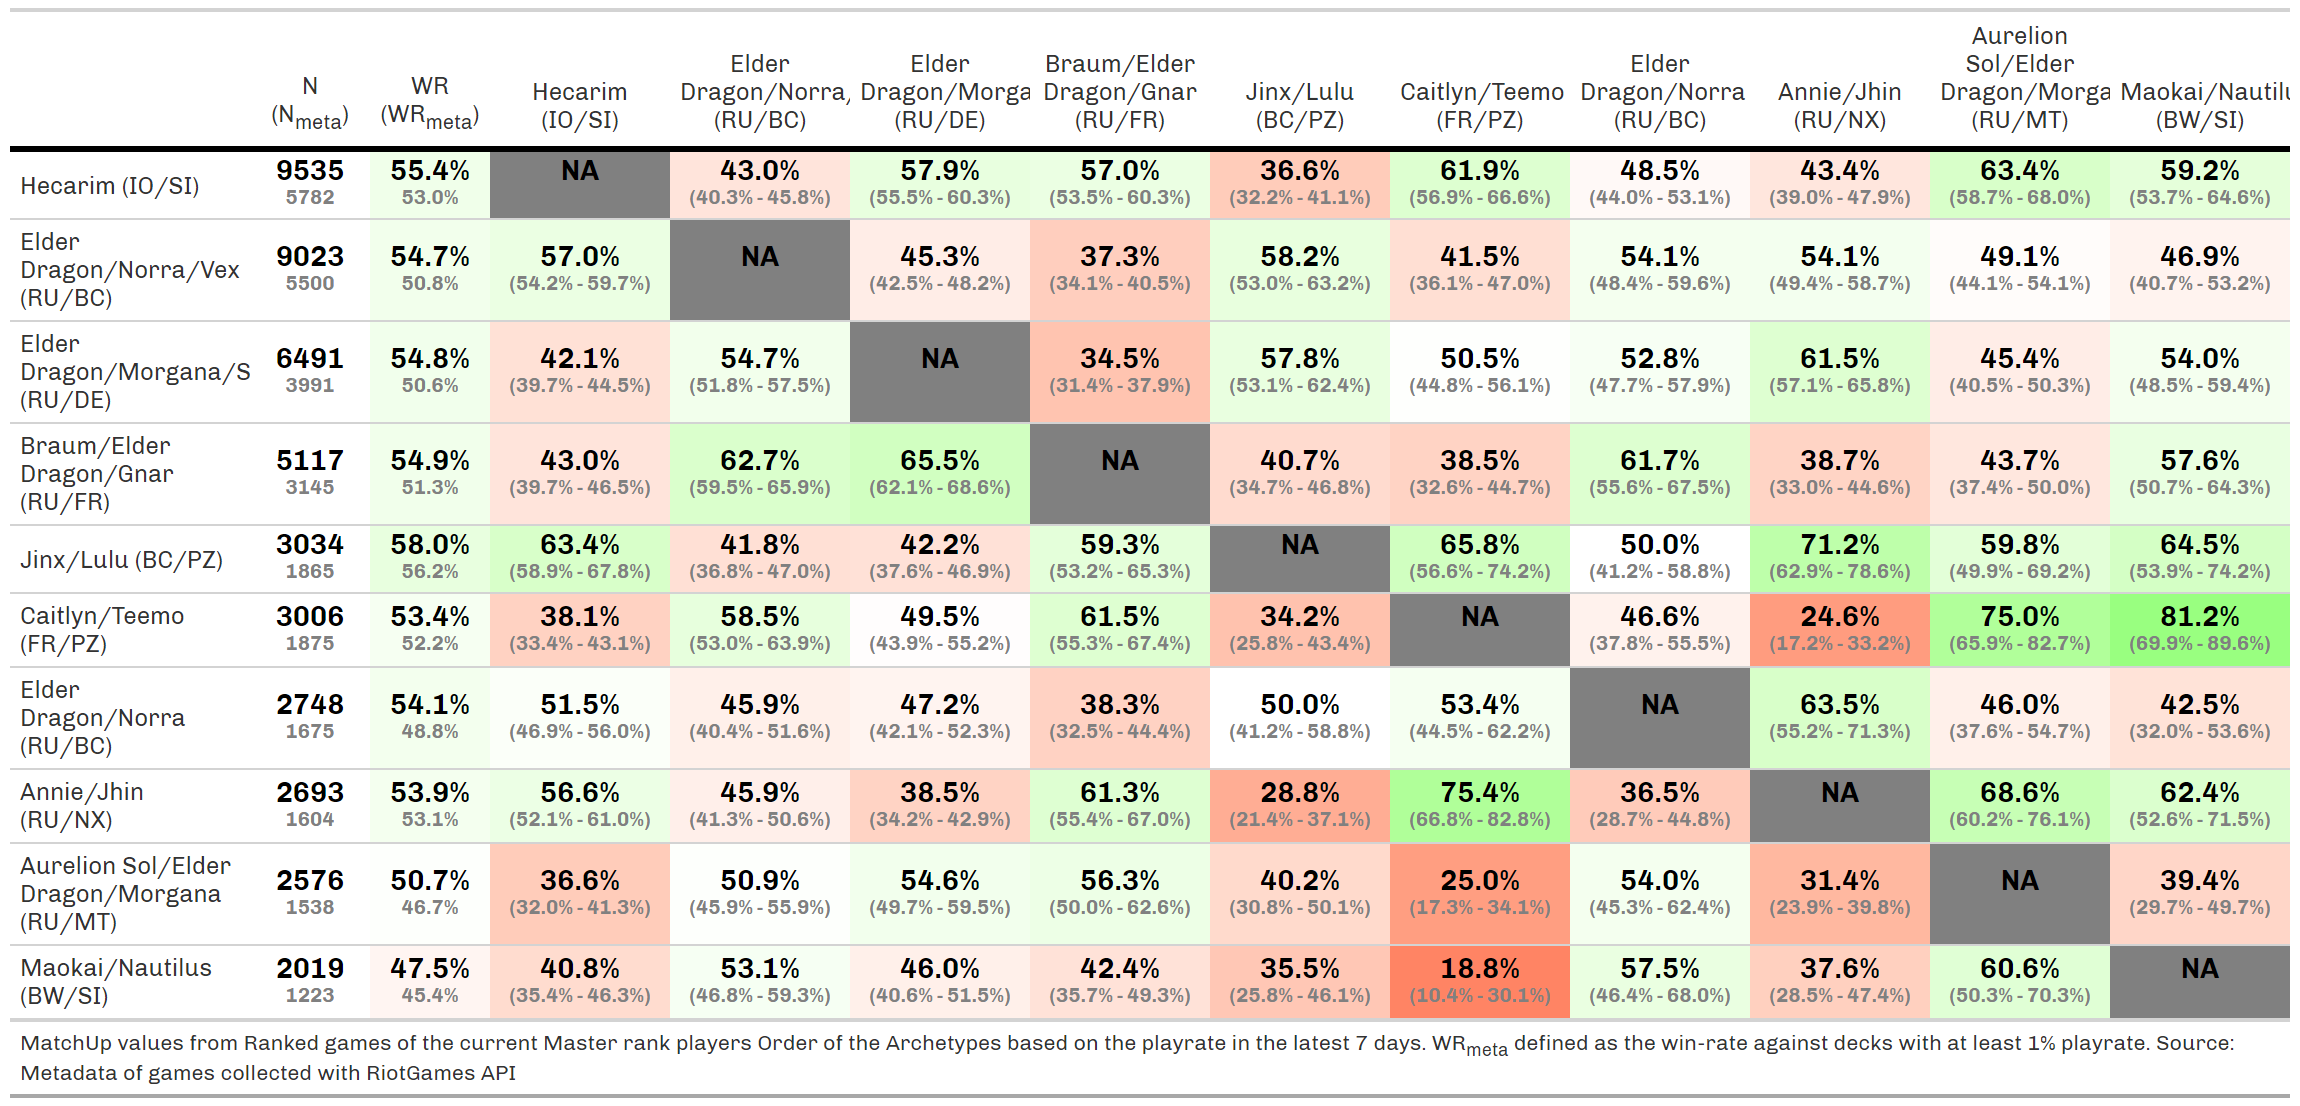 N (Nmeta) WR (WRmeta) Hecarim (IO/SI) Elder Dragon/Norra, (RU/BC) Elder Dragon/Morga (RU/DE) Braum/Elder Dragon/Gnar (RU/FR) Jinx/Lulu (BC/PZ) Caitlyn/Teemo (FR/PZ) Elder Dragon/Norra (RU/BC) Annie/Jhin (RU/NX) Aurelion Sol/Elder Dragon/Morga (RU/MT) Maokai/Nautilu (BW/SI)
Hecarim (IO/SI) 9535 55.4% NA 43.0% 57.9% 57.0% 36.6% 61.9% 48.5% 43.4% 63.4% 59.2%
5782 53.0% (40.3% - 45.8%) (55.5% - 60.3%) (53.5% - 60.3%) (32.2% - 41.1%) (56.9% - 66.6%) (44.0% - 53.1%) (39.0% - 47.9%) (58.7% - 68.0%) (53.7% - 64.6%)
Elder Dragon/Norra/Vex (RU/BC) 9023 54.7% 57.0% NA 45.3% 37.3% 58.2% 41.5% 54.1% 54.1% 49.1% 46.9%
5500 50.8% (54.2% - 59.7%) (42.5% - 48.2%) (34.1% - 40.5%) (53.0% - 63.2%) (36.1% - 47.0%) (48.4% - 59.6%) (49.4% - 58.7%) (44.1% - 54.1%) (40.7% - 53.2%)
Elder Dragon/Morgana/S (RU/DE) 6491 54.8% 42.1% 54.7% NA 34.5% 57.8% 50.5% 52.8% 61.5% 45.4% 54.0%
3991 50.6% (39.7% - 44.5%) (51.8% - 57.5%) (31.4% - 37.9%) (53.1% - 62.4%) (44.8% - 56.1%) (47.7% - 57.9%) (57.1% - 65.8%) (40.5% - 50.3%) (48.5% - 59.4%)
Braum/Elder Dragon/Gnar (RU/FR) 5117 54.9% 43.0% 62.7% 65.5% NA 40.7% 38.5% 61.7% 38.7% 43.7% 57.6%
3145 51.3% (39.7% - 46.5%) (59.5% - 65.9%) (62.1% - 68.6%) (34.7% - 46.8%) (32.6% - 44.7%) (55.6% - 67.5%) (33.0% - 44.6%) (37.4% - 50.0%) (50.7% - 64.3%)
Jinx/Lulu (BC/PZ) 3034 58.0% 63.4% 41.8% 42.2% 59.3% NA 65.8% 50.0% 71.2% 59.8% 64.5%
1865 56.2% (58.9% - 67.8%) (36.8% - 47.0%) (37.6% - 46.9%) (53.2% - 65.3%) (56.6% - 74.2%) (41.2% - 58.8%) (62.9% - 78.6%) (49.9% - 69.2%) (53.9% - 74.2%)
Caitlyn/Teemo (FR/PZ) 3006 53.4% 38.1% 58.5% 49.5% 61.5% 34.2% NA 46.6% 24.6% 75.0% 81.2%
1875 52.2% (33.4% - 43.1%) (53.0% - 63.9%) (43.9% - 55.2%) (55.3% - 67.4%) (25.8% - 43.4%) (37.8% - 55.5%) (17.2% - 33.2%) (65.9% - 82.7%) (69.9% - 89.6%)
Elder Dragon/Norra (RU/BC) 2748 54.1% 51.5% 45.9% 47.2% 38.3% 50.0% 53.4% NA 63.5% 46.0% 42.5%
1675 48.8% (46.9% - 56.0%) (40.4% - 51.6%) (42.1% - 52.3%) (32.5% - 44.4%) (41.2% - 58.8%) (44.5% - 62.2%) (55.2% - 71.3%) (37.6% - 54.7%) (32.0% - 53.6%)
Annie/Jhin (RU/NX) 2693 53.9% 56.6% 45.9% 38.5% 61.3% 28.8% 75.4% 36.5% NA 68.6% 62.4%
1604 53.1% (52.1% - 61.0%) (41.3% - 50.6%) (34.2% - 42.9%) (55.4% - 67.0%) (21.4% - 37.1%) (66.8% - 82.8%) (28.7% - 44.8%) (60.2% - 76.1%) (52.6% - 71.5%)
Aurelion Sol/Elder Dragon/Morgana (RU/MT) 2576 50.7% 36.6% 50.9% 54.6% 56.3% 40.2% 25.0% 54.0% 31.4% NA 39.4%
1538 46.7% (32.0% - 41.3%) (45.9% - 55.9%) (49.7% - 59.5%) (50.0% - 62.6%) (30.8% - 50.1%) (17.3% - 34.1%) (45.3% - 62.4%) (23.9% - 39.8%) (29.7% - 49.7%)
Maokai/Nautilus (BW/SI) 2019 47.5% 40.8% 53.1% 46.0% 42.4% 35.5% 18.8% 57.5% 37.6% 60.6% NA
1223 45.4% (35.4% - 46.3%) (46.8% - 59.3%) (40.6% - 51.5%) (35.7% - 49.3%) (25.8% - 46.1%) (10.4% - 30.1%) (46.4% - 68.0%) (28.5% - 47.4%) (50.3% - 70.3%)
MatchUp values from Ranked games of the current Master rank players Order of the Archetypes based on the playrate in the latest 7 days. WRmeta defined as the win-rate against decks with at least 1% playrate. Source:
Metadata of games collected with RiotGames API